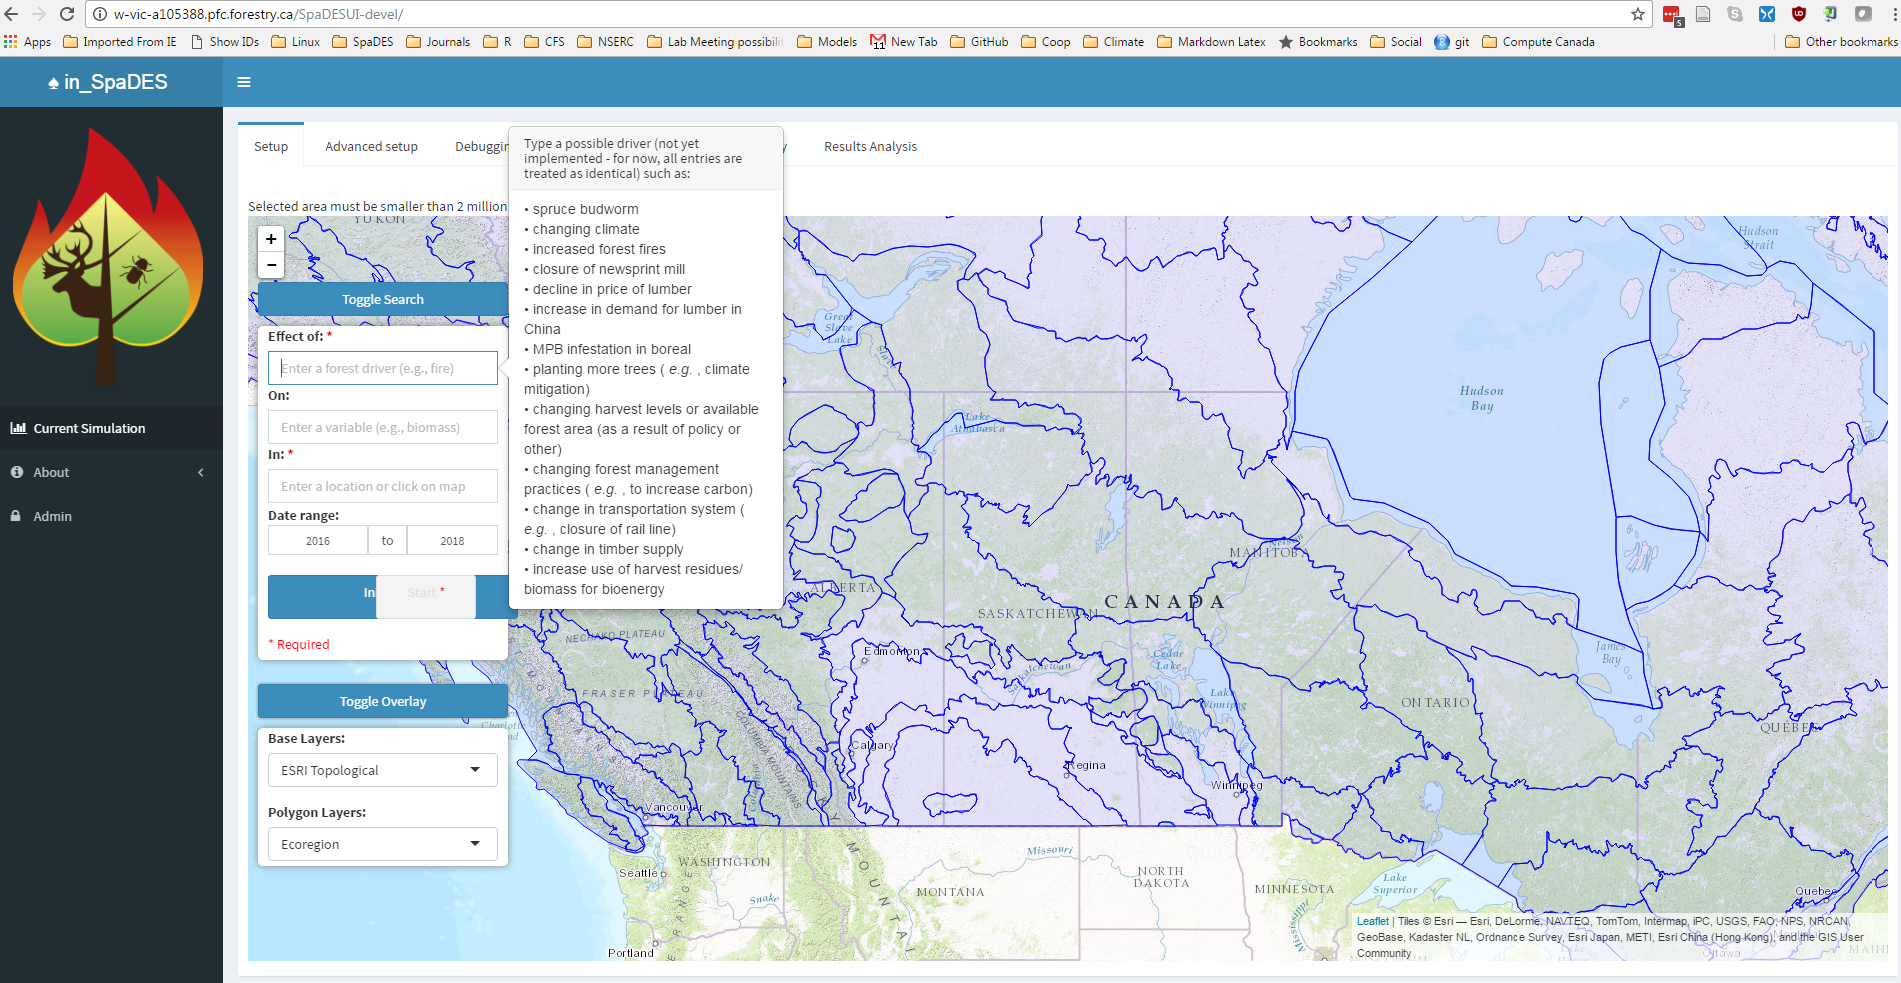 w-vic-a105388.pfc.forestry.ca/SpaDESUI-devel/
Apps Imported From IE Show IDs Linux SpaDES Journals R CFS NSERC Lab Meeting possibilit Models 11 New Tab GitHub Coop Climate Markdown Latex Bookmarks Social git Compute Canada Other bookmarks
♠ in_SpaDES
Current Simulation
About
Admin
Setup Advanced setup Debuggin y Results Analysis
Selected area must be smaller than 2 million
+
−
Toggle Search
Effect of: *
Enter a forest driver (e.g., fire)
On:
Enter a variable (e.g., biomass)
In: *
Enter a location or click on map
Date range:
2016 to 2018
In Start *
* Required
Toggle Overlay
Base Layers:
ESRI Topological
Polygon Layers:
Ecoregion
Type a possible driver (not yet
implemented - for now, all entries are
treated as identical) such as:
• spruce budworm
• changing climate
• increased forest fires
• closure of newsprint mill
• decline in price of lumber
• increase in demand for lumber in
China
• MPB infestation in boreal
• planting more trees ( e.g. , climate
mitigation)
• changing harvest levels or available
forest area (as a result of policy or
other)
• changing forest management
practices ( e.g. , to increase carbon)
• change in transportation system (
e.g. , closure of rail line)
• change in timber supply
• increase use of harvest residues/
biomass for bioenergy
YUKON
Great
Slave
Lake
Slave
Hudson
Strait
Hudson
Bay
Lake
Athabasca
Nelson
MANITOBA
ALBERTA
SASKATCHEWAN
CANADA
NECHAKO PLATEAU
Edmonton
Saskatchewan
Cedar
Lake
James
Bay
FRASER PLATEAU
COLUMBIA MOUNTAINS
Lake
Winnipeg
ONTARIO
QUEBEC
Charlotte
Calgary
Regina
Winnipeg
Vancouver
WASHINGTON
Seattle
Missouri
MONTANA
NORTH
DAKOTA
MINNESOTA
Lake
Superior
Quebec
Snake
Mississippi
Portland
Ottawa
MAIN
Leaflet | Tiles © Esri — Esri, DeLorme, NAVTEQ, TomTom, Intermap, iPC, USGS, FAO, NPS, NRCAN,
GeoBase, Kadaster NL, Ordnance Survey, Esri Japan, METI, Esri China (Hong Kong), and the GIS User
Community